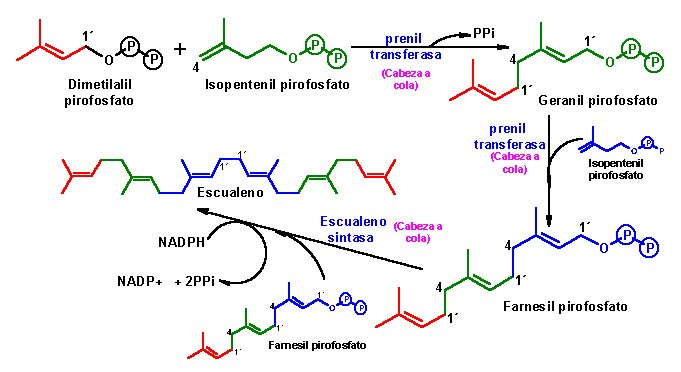 1´
O P P
Dimetilalil
pirofosfato
+
4
O P P
Isopentenil pirofosfato
prenil
transferasa
(Cabeza a
cola)
PPi
1´
4
O P P
1´
Geranil pirofosfato
prenil
transferasa
(Cabeza a
cola)
O P P
Isopentenil
pirofosfato
1´
1´
Escualeno
Escualeno
sintasa
(Cabeza a
cola)
NADPH
NADP+ + 2PPi
1´
4
O P P
4
1´
1´
Farnesil pirofosfato
1´
4
O P P
4
1´
1´
Farnesil pirofosfato